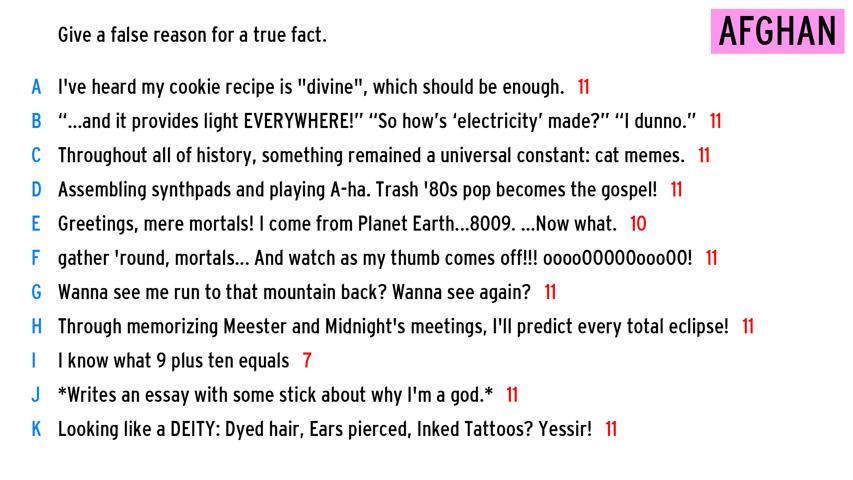 Give a false reason for a true fact.
AFGHAN
A I've heard my cookie recipe is "divine", which should be enough. 11
B “...and it provides light EVERYWHERE!” “So how’s ‘electricity’ made?” “I dunno.” 11
C Throughout all of history, something remained a universal constant: cat memes. 11
D Assembling synthpads and playing A-ha. Trash '80s pop becomes the gospel! 11
E Greetings, mere mortals! I come from Planet Earth...8009. ...Now what. 10
F gather 'round, mortals... And watch as my thumb comes off!!! oooo00000ooo00! 11
G Wanna see me run to that mountain back? Wanna see again? 11
H Through memorizing Meester and Midnight's meetings, I'll predict every total eclipse! 11
I I know what 9 plus ten equals 7
J *Writes an essay with some stick about why I'm a god.* 11
K Looking like a DEITY: Dyed hair, Ears pierced, Inked Tattoos? Yessir! 11